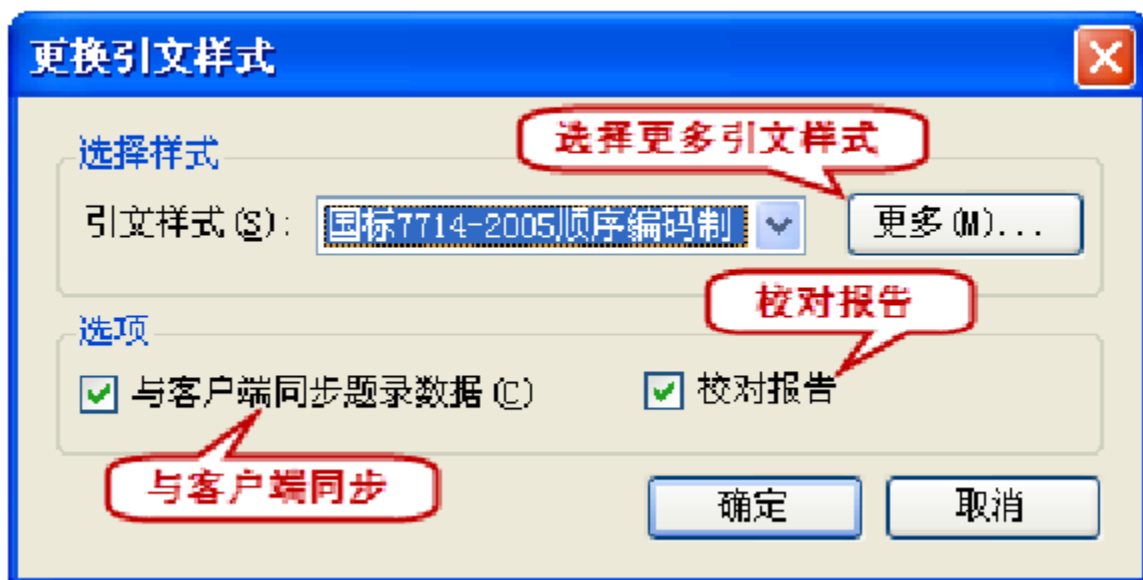 更换引文样式
选择更多引文样式
选择样式
引文样式(S): 国标7714-2005顺序编码制 更多(M)...
校对报告
选项
与客户端同步题录数据(C) 校对报告
与客户端同步
确定 取消